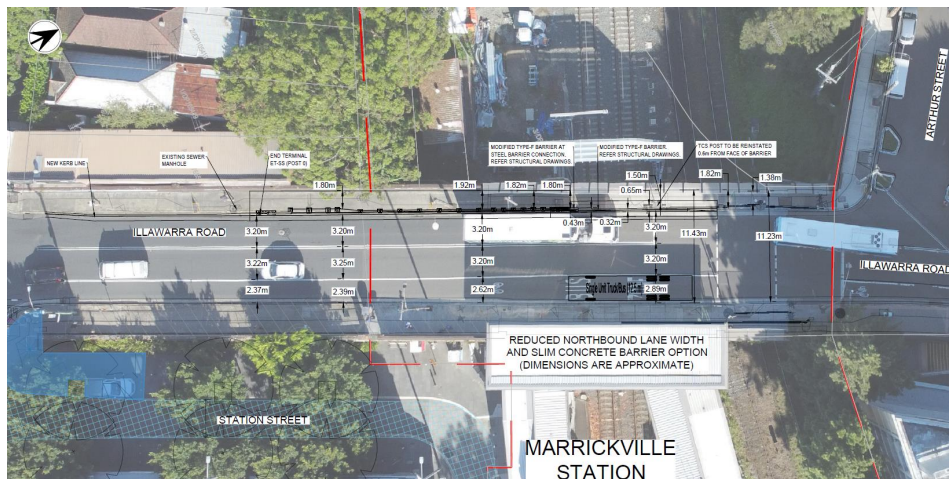 ARTHUR STREET
MODIFIED TYPE-F BARRIER AT
STEEL BARRIER CONNECTION.
REFER STRUCTURAL DRAWINGS.
MODIFIED TYPE-F BARRIER.
REFER STRUCTURAL DRAWINGS.
TCS POST TO BE REINSTATED
0.6m FROM FACE OF BARRIER
NEW KERB LINE
EXISTING SEWER
MANHOLE
END TERMINAL
ET-SS (POST 0)
1.80m
1.92m
1.82m
1.80m
1.50m
0.65m
1.82m
1.38m
0.43m
0.32m
ILLAWARRA ROAD
3.20m
3.20m
3.20m
3.20m
11.43m
11.23m
3.22m
3.25m
3.20m
3.20m
ILLAWARRA ROAD
2.37m
2.39m
2.62m
Single Unit Truck/Bus (12.5 m)
2.89m
REDUCED NORTHBOUND LANE WIDTH
AND SLIM CONCRETE BARRIER OPTION
(DIMENSIONS ARE APPROXIMATE)
STATION STREET
MARRICKVILLE
STATION